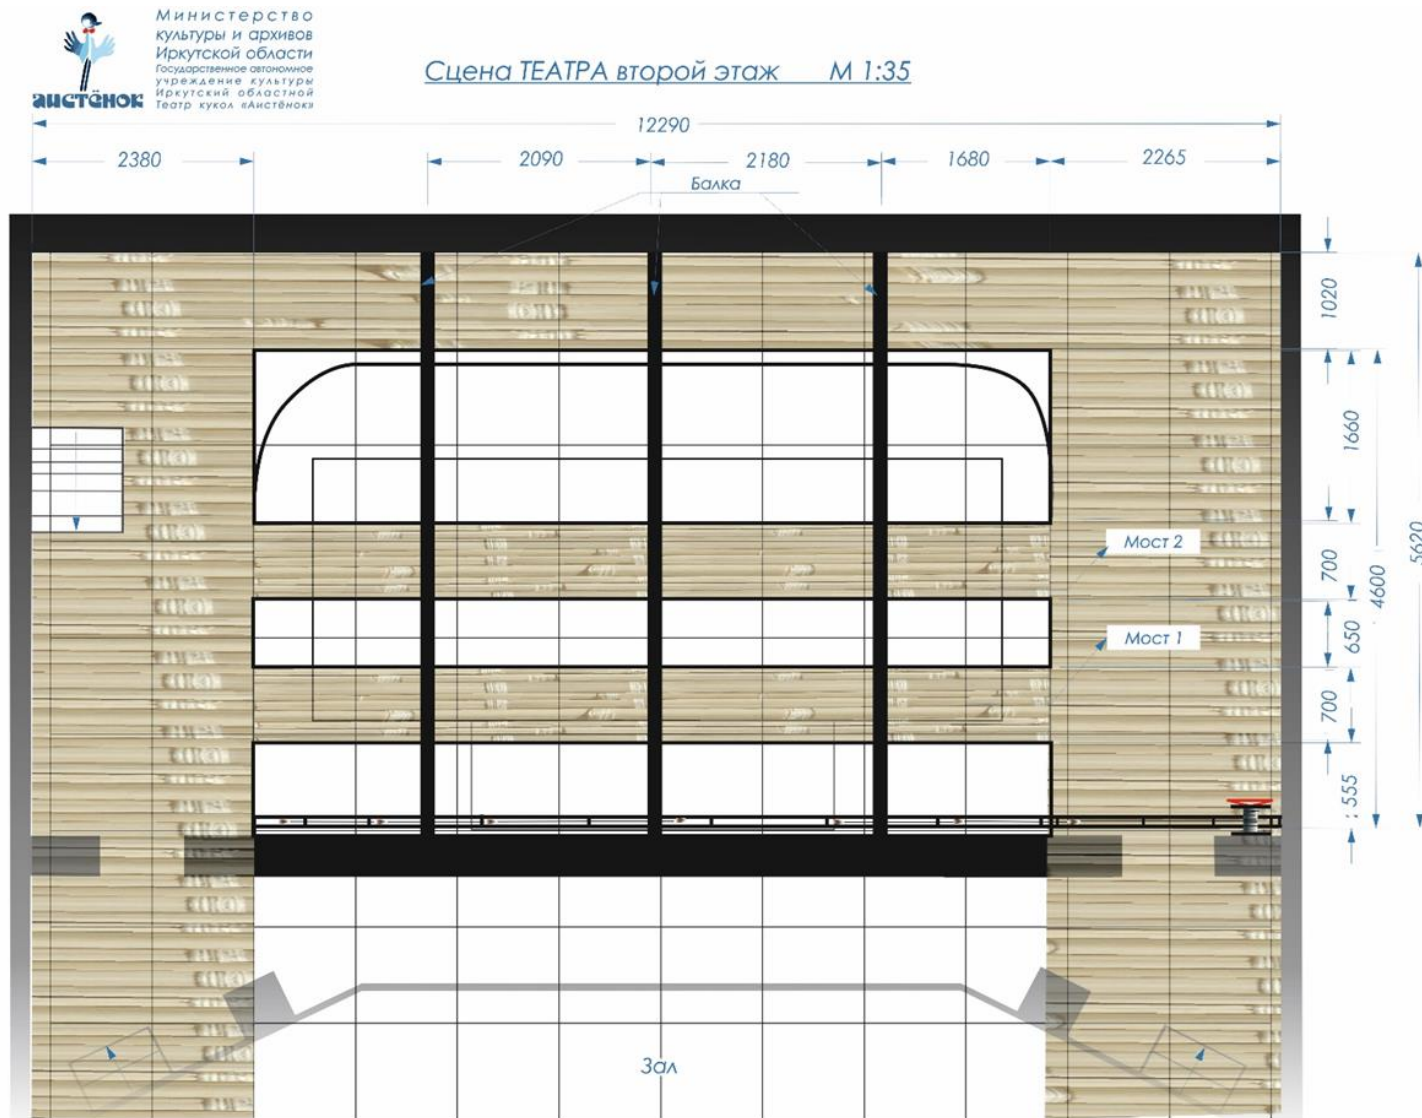 Министерство
культуры и архивов
Иркутской области
Государственное автономное
учреждение культуры
Иркутский областной
Театр кукол «Аистёнок»
аистёнок
Сцена ТЕАТРА второй этаж М 1:35
12290
2380
2090
2180
1680
2265
Балка
1020
1660
5620
Мост 2
700
4600
Мост 1
650
700
555
Зал